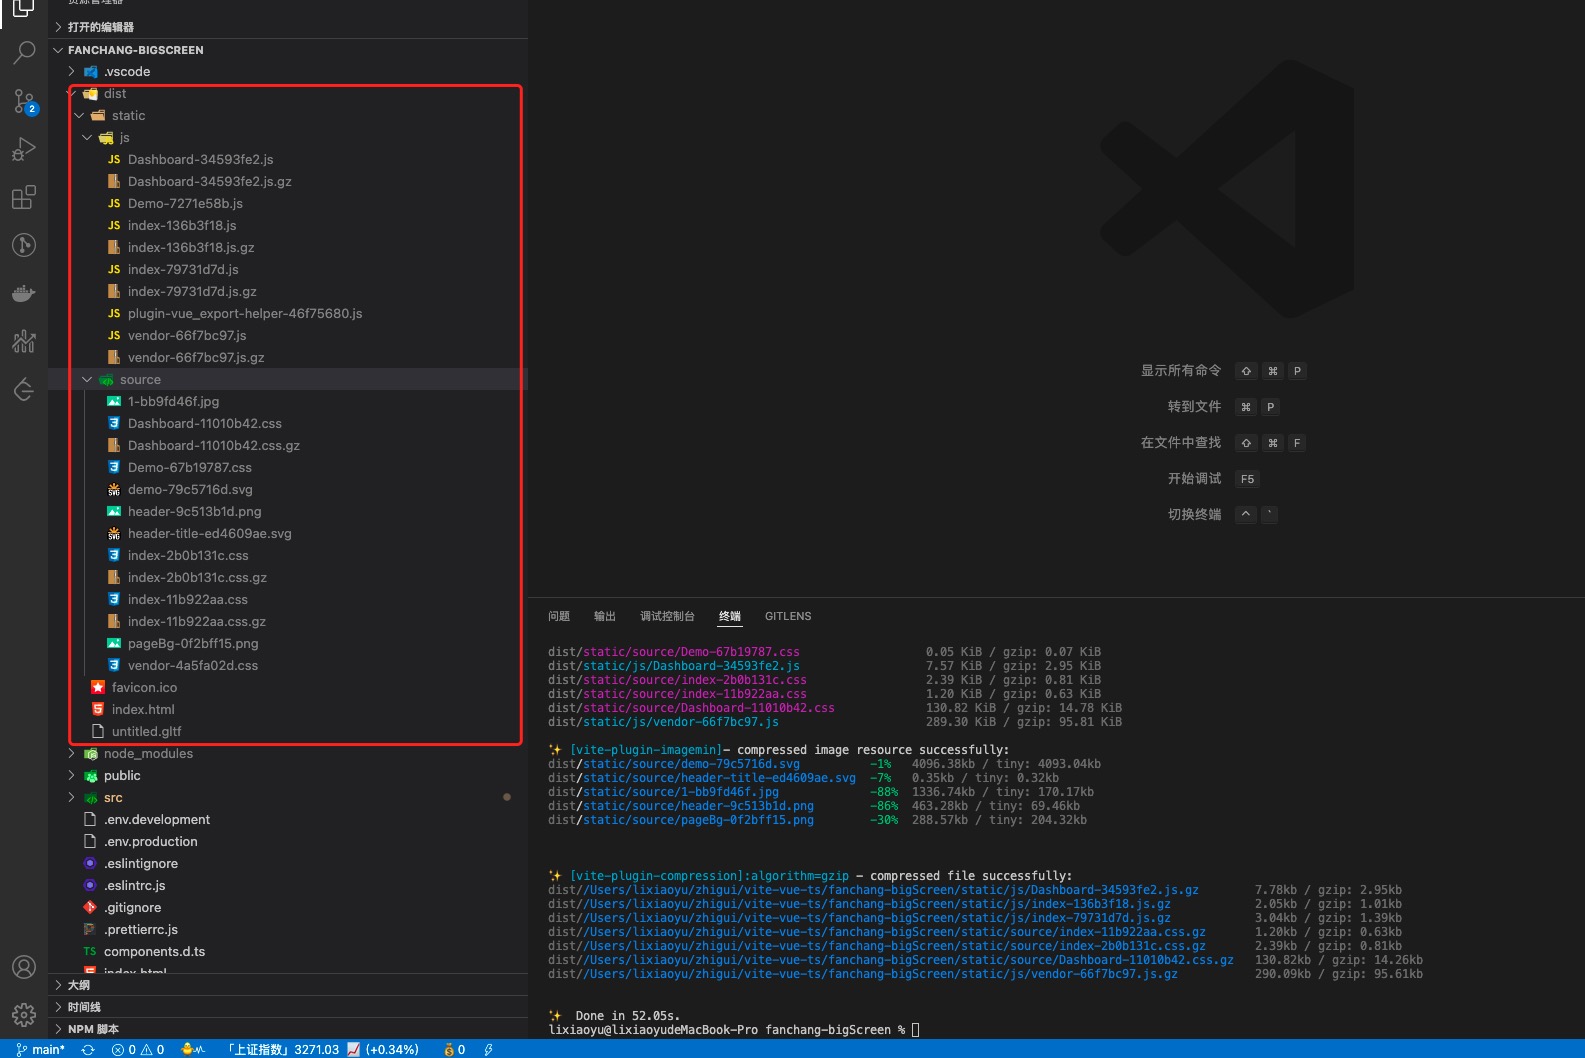 资源管理器
打开的编辑器
FANCHANG-BIGSCREEN
.vscode
dist
static
js
JS Dashboard-34593fe2.js
Dashboard-34593fe2.js.gz
JS Demo-7271e58b.js
JS index-136b3f18.js
index-136b3f18.js.gz
JS index-79731d7d.js
index-79731d7d.js.gz
JS plugin-vue_export-helper-46f75680.js
JS vendor-66f7bc97.js
vendor-66f7bc97.js.gz
source
1-bb9fd46f.jpg
Dashboard-11010b42.css
Dashboard-11010b42.css.gz
Demo-67b19787.css
demo-79c5716d.svg
header-9c513b1d.png
header-title-ed4609ae.svg
index-2b0b131c.css
index-2b0b131c.css.gz
index-11b922aa.css
index-11b922aa.css.gz
pageBg-0f2bff15.png
vendor-4a5fa02d.css
favicon.ico
index.html
untitled.gltf
node_modules
public
src
.env.development
.env.production
.eslintignore
.eslintrc.js
.gitignore
.prettierrc.js
TS components.d.ts
index.html
大纲
时间线
NPM 脚本
2
显示所有命令 ⇧ ⌘ P
转到文件 ⌘ P
在文件中查找 ⇧ ⌘ F
开始调试 F5
切换终端 ^ `
问题 输出 调试控制台 终端 GITLENS
dist/static/source/Demo-67b19787.css 0.05 KiB / gzip: 0.07 KiB
dist/static/js/Dashboard-34593fe2.js 7.57 KiB / gzip: 2.95 KiB
dist/static/source/index-2b0b131c.css 2.39 KiB / gzip: 0.81 KiB
dist/static/source/index-11b922aa.css 1.20 KiB / gzip: 0.63 KiB
dist/static/source/Dashboard-11010b42.css 130.82 KiB / gzip: 14.78 KiB
dist/static/js/vendor-66f7bc97.js 289.30 KiB / gzip: 95.81 KiB
✨ [vite-plugin-imagemin]- compressed image resource successfully:
dist/static/source/demo-79c5716d.svg -1% 4096.38kb / tiny: 4093.04kb
dist/static/source/header-title-ed4609ae.svg -7% 0.35kb / tiny: 0.32kb
dist/static/source/1-bb9fd46f.jpg -88% 1336.74kb / tiny: 170.17kb
dist/static/source/header-9c513b1d.png -86% 463.28kb / tiny: 69.46kb
dist/static/source/pageBg-0f2bff15.png -30% 288.57kb / tiny: 204.32kb
✨ [vite-plugin-compression]:algorithm=gzip - compressed file successfully:
dist//Users/lixiaoyu/zhigui/vite-vue-ts/fanchang-bigScreen/static/js/Dashboard-34593fe2.js.gz 7.78kb / gzip: 2.95kb
dist//Users/lixiaoyu/zhigui/vite-vue-ts/fanchang-bigScreen/static/js/index-136b3f18.js.gz 2.05kb / gzip: 1.01kb
dist//Users/lixiaoyu/zhigui/vite-vue-ts/fanchang-bigScreen/static/js/index-79731d7d.js.gz 3.04kb / gzip: 1.39kb
dist//Users/lixiaoyu/zhigui/vite-vue-ts/fanchang-bigScreen/static/source/index-11b922aa.css.gz 1.20kb / gzip: 0.63kb
dist//Users/lixiaoyu/zhigui/vite-vue-ts/fanchang-bigScreen/static/source/index-2b0b131c.css.gz 2.39kb / gzip: 0.81kb
dist//Users/lixiaoyu/zhigui/vite-vue-ts/fanchang-bigScreen/static/source/Dashboard-11010b42.css.gz 130.82kb / gzip: 14.26kb
dist//Users/lixiaoyu/zhigui/vite-vue-ts/fanchang-bigScreen/static/js/vendor-66f7bc97.js.gz 290.09kb / gzip: 95.61kb
✨ Done in 52.05s.
lixiaoyu@lixiaoyudeMacBook-Pro fanchang-bigScreen %
main* 0 0 「上证指数」3271.03 📈 (+0.34%) 💰 0